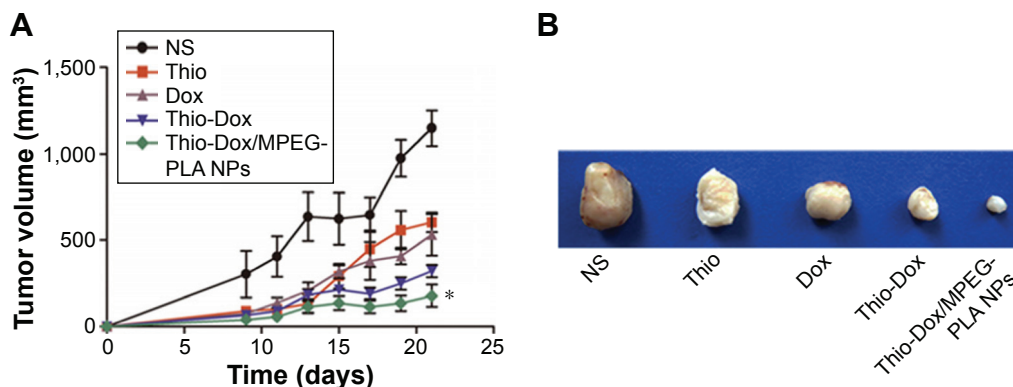 A
NS
Thio
Dox
Thio-Dox
Thio-Dox/MPEG-
PLA NPs
Tumor volume (mm³)
1,500
1,000
500
0
*
0
5
10
15
20
25
Time (days)
B
NS
Thio
Dox
Thio-Dox
Thio-Dox/MPEG-
PLA NPs